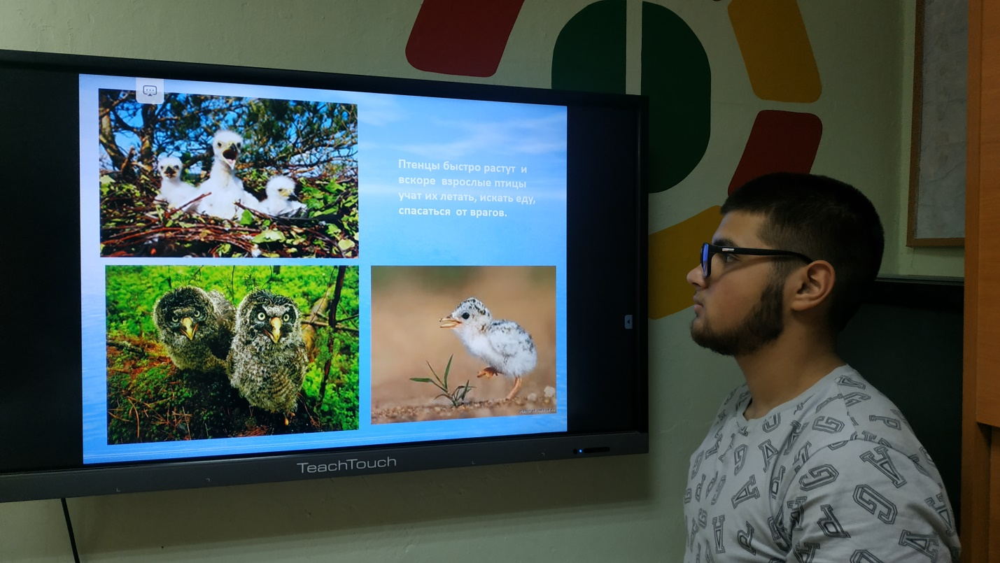 Птенцы быстро растут и
вскоре взрослые птицы
учат их летать, искать еду,
спасаться от врагов.
TeachTouch